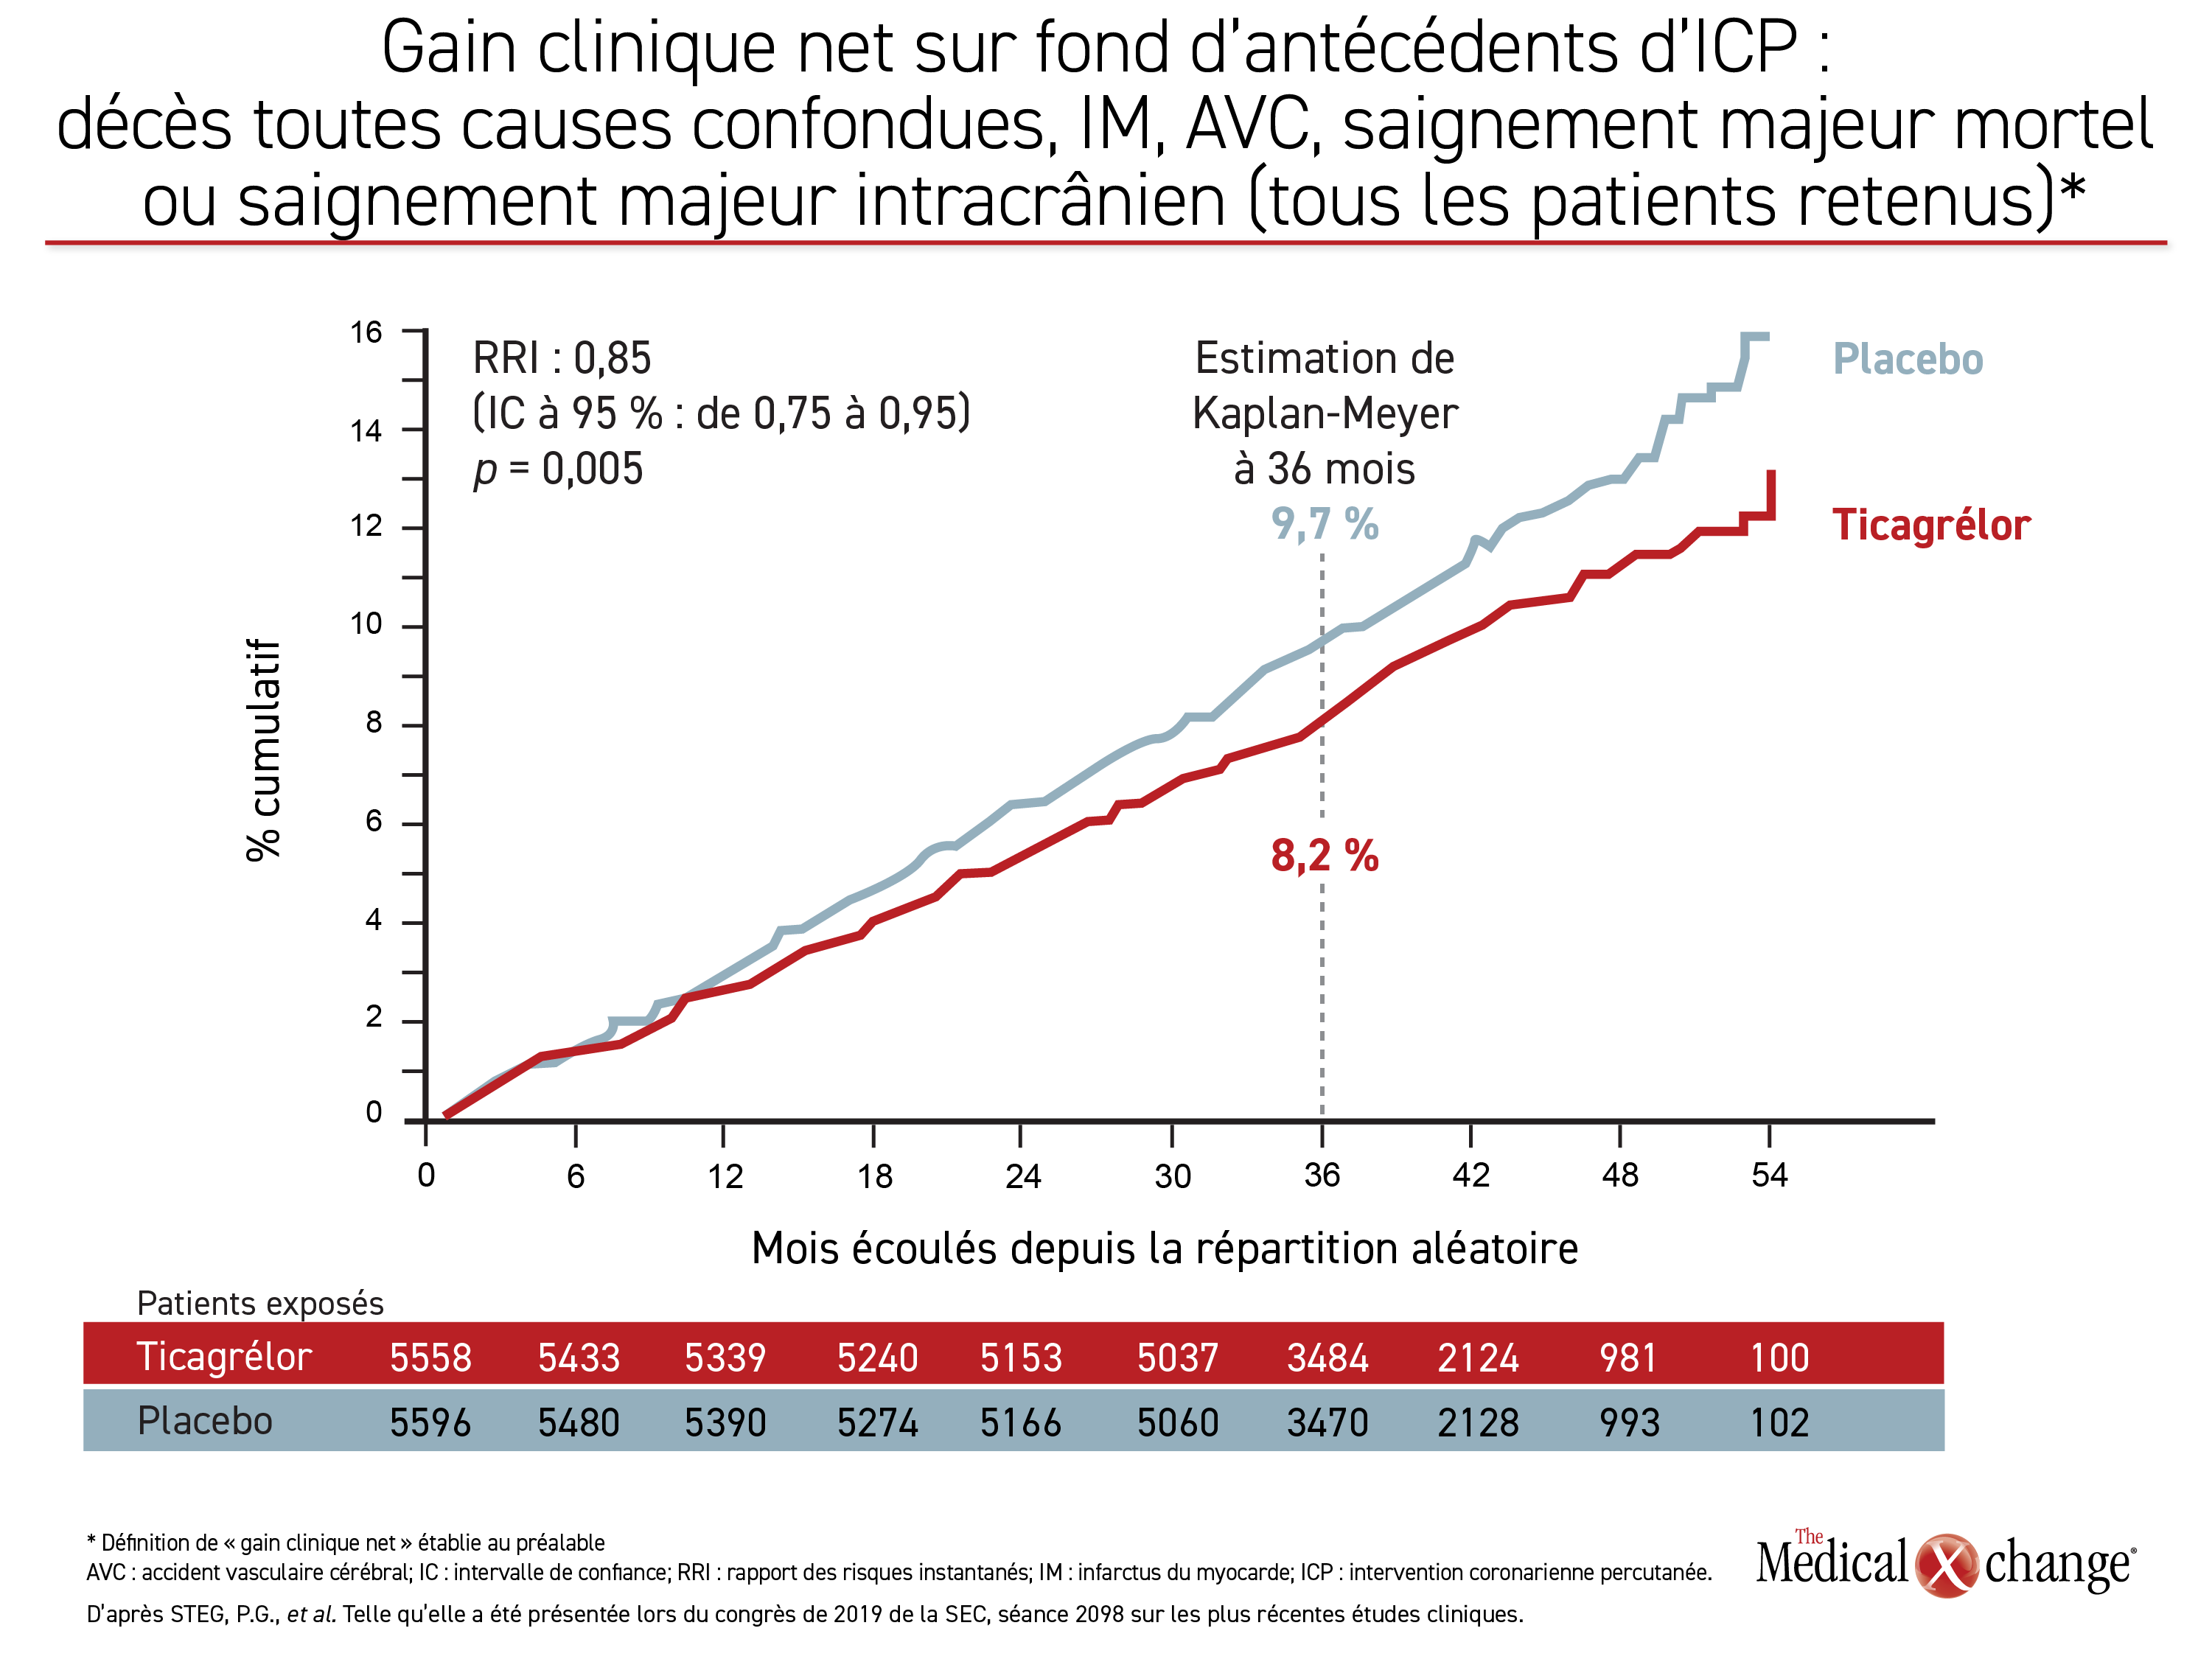 Gain clinique net sur fond d'antécédents d'ICP :
décès toutes causes confondues, IM, AVC, saignement majeur mortel
ou saignement majeur intracrânien (tous les patients retenus)*
16
14
12
10
8
6
4
2
0
% cumulatif
RRI : 0,85
(IC à 95 % : de 0,75 à 0,95)
p = 0,005
Estimation de
Kaplan-Meyer
à 36 mois
9,7 %
8,2 %
Placebo
Ticagrélor
0 6 12 18 24 30 36 42 48 54
Mois écoulés depuis la répartition aléatoire
Patients exposés
Ticagrélor 5558 5433 5339 5240 5153 5037 3484 2124 981 100
Placebo 5596 5480 5390 5274 5166 5060 3470 2128 993 102
* Définition de « gain clinique net » établie au préalable
AVC : accident vasculaire cérébral; IC : intervalle de confiance; RRI : rapport des risques instantanés; IM : infarctus du myocarde; ICP : intervention coronarienne percutanée.
D'après STEG, P.G., et al. Telle qu'elle a été présentée lors du congrès de 2019 de la SEC, séance 2098 sur les plus récentes études cliniques.
The
Medical X change®